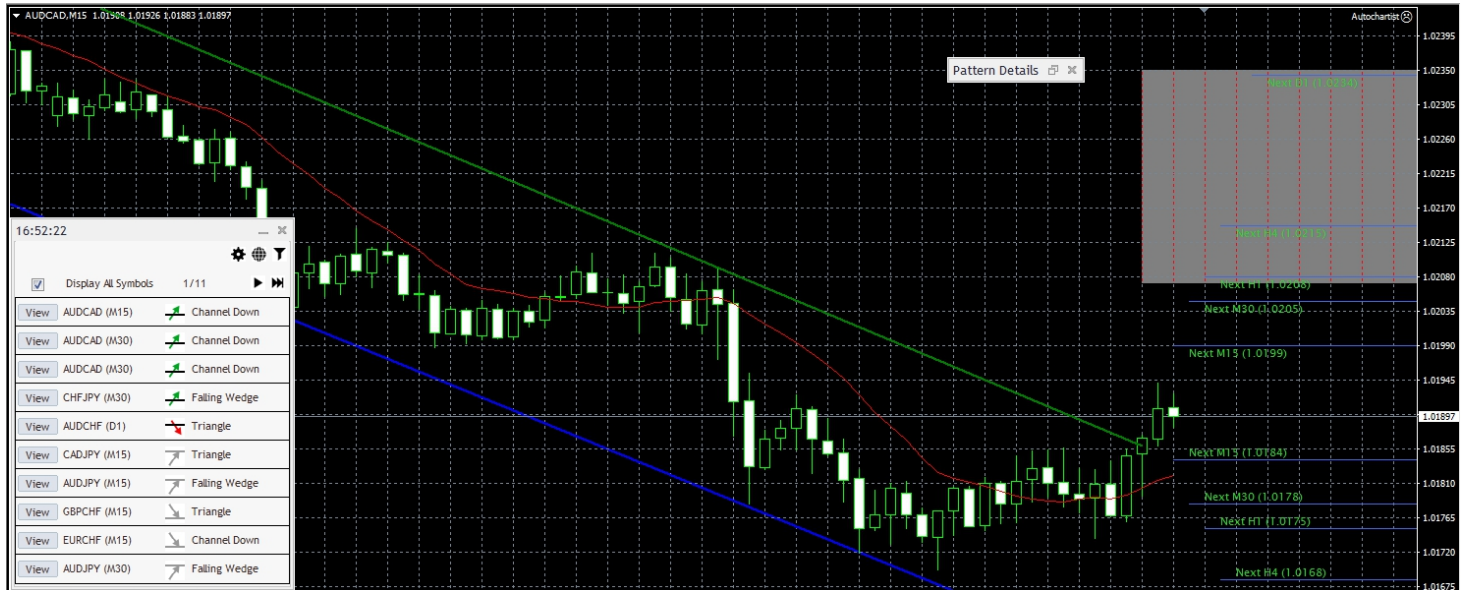 AUDCAD,M15 1.01908 1.01926 1.01883 1.01897
Autochartist
1.02395
Pattern Details
1.02350
Next D1 (1.0234)
1.02305
1.02260
1.02215
1.02170
16:52:22
Next H4 (1.0215)
1.02125
Display All Symbols 1/11
1.02080
Next H1 (1.0208)
View AUDCAD (M15) Channel Down
Next M30 (1.0205)
1.02035
View AUDCAD (M30) Channel Down
1.01990
Next M15 (1.0199)
View AUDCAD (M30) Channel Down
1.01945
View CHFJPY (M30) Falling Wedge
1.01897
View AUDCHF (D1) Triangle
View CADJPY (M15) Triangle
1.01855
Next M15 (1.0184)
View AUDJPY (M15) Falling Wedge
1.01810
Next M30 (1.0178)
View GBPCHF (M15) Triangle
1.01765
Next H1 (1.0175)
View EURCHF (M15) Channel Down
1.01720
View AUDJPY (M30) Falling Wedge
Next H4 (1.0168)
1.01675